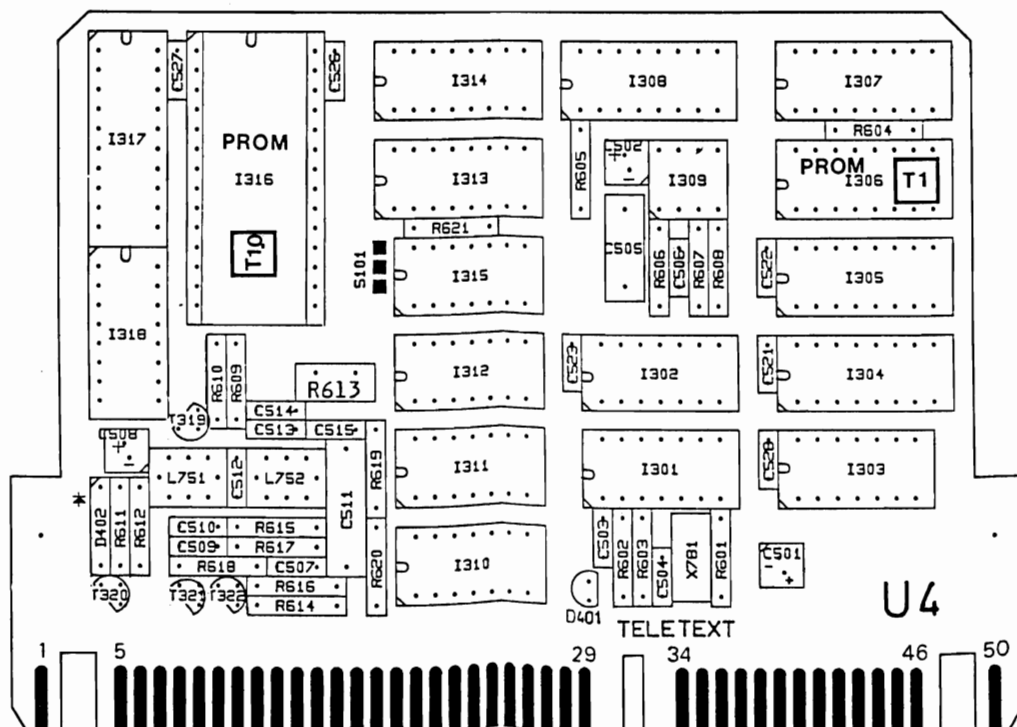 C527
C526
I314
I308
I307
I317
PROM
I316
T10
R604
R605
C502
I309
PROM
I306
T1
I313
R621
S101
I315
C505
R606
C506
R607
R608
C522
I305
I318
R610
R609
R613
I312
C523
I302
C521
I304
T319
C514
C513
C515
C508
L751
C512
L752
C511
R619
I311
I301
C520
I303
D402
R611
R612
C510
R615
C509
R617
R618
C507
R620
I310
C503
R602
R603
C504
X781
R601
C501
T320
T321
T322
R616
R614
D401
U4
TELETEXT
1
5
29
34
46
50